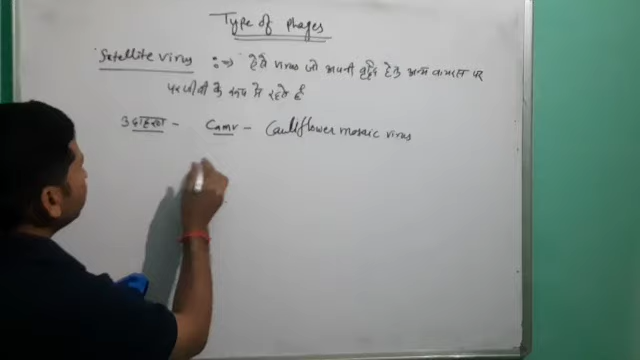 Type of Phages
Satellite virus :⇒ ऐसे virus जो अपनी वृद्धि हेतु अन्य वायरस पर
परजीवी के रूप मे रहते हैं
उदाहरण - Camv - Cauliflower mosaic virus